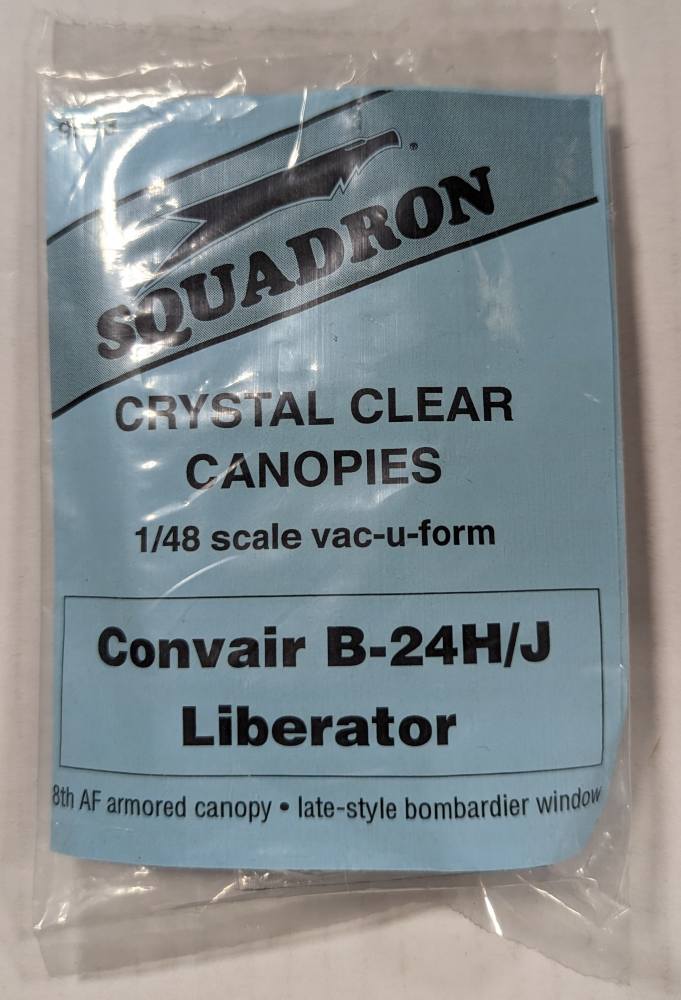 SQUADRON
CRYSTAL CLEAR
CANOPIES
1/48 scale vac-u-form
Convair B-24H/J
Liberator
8th AF armored canopy • late-style bombardier window